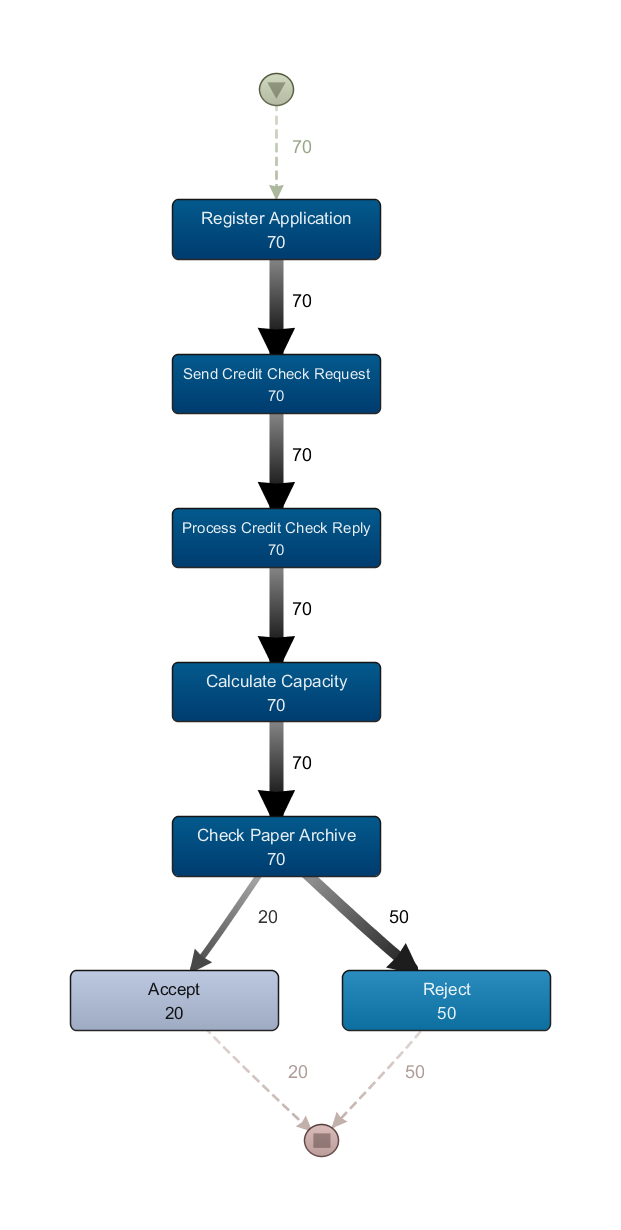 70
Register Application
70
70
Send Credit Check Request
70
70
Process Credit Check Reply
70
70
Calculate Capacity
70
70
Check Paper Archive
70
20
50
Accept
20
Reject
50
20
50